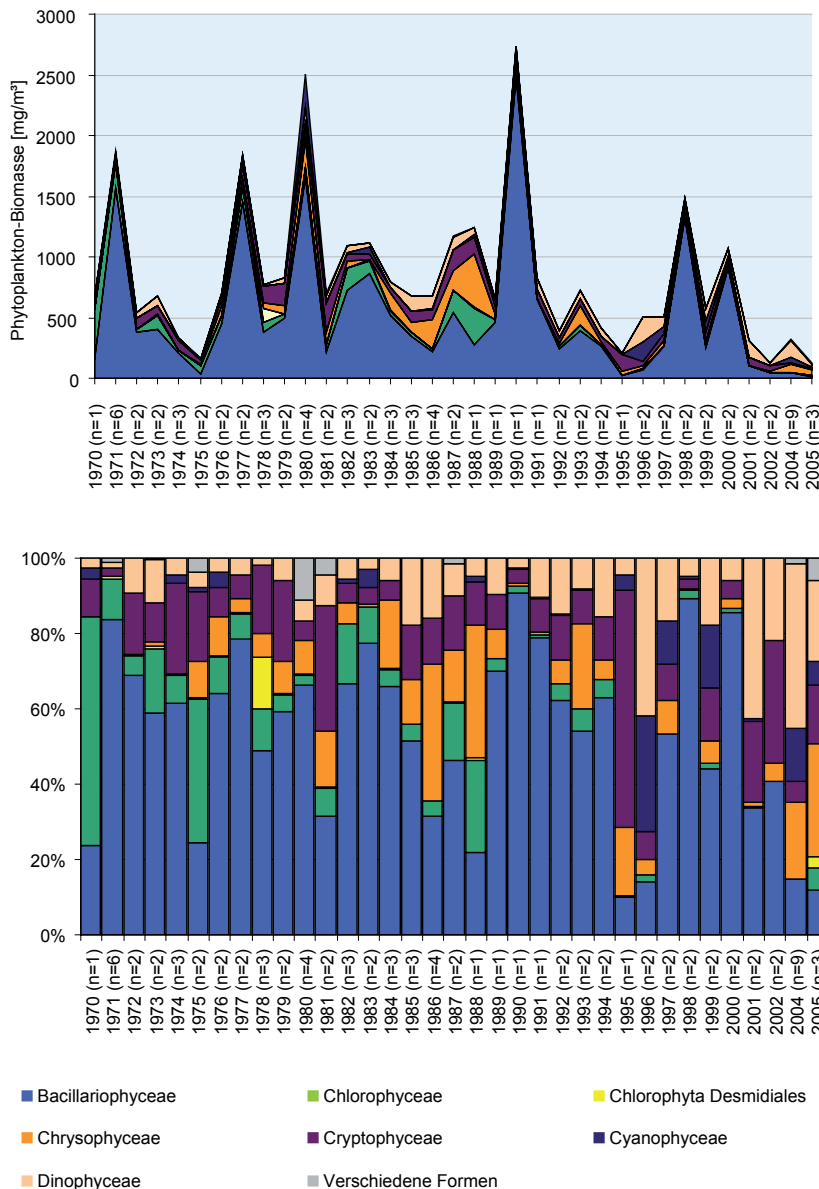 Phytoplankton-Biomasse [mg/m³]
3000
2500
2000
1500
1000
500
0
1970 (n=1)
1971 (n=6)
1972 (n=2)
1973 (n=2)
1974 (n=3)
1975 (n=2)
1976 (n=2)
1977 (n=2)
1978 (n=3)
1979 (n=2)
1980 (n=4)
1981 (n=2)
1982 (n=3)
1983 (n=2)
1984 (n=3)
1985 (n=3)
1986 (n=4)
1987 (n=2)
1988 (n=1)
1989 (n=1)
1990 (n=1)
1991 (n=1)
1992 (n=2)
1993 (n=2)
1994 (n=2)
1995 (n=1)
1996 (n=2)
1997 (n=2)
1998 (n=2)
1999 (n=2)
2000 (n=2)
2001 (n=2)
2002 (n=2)
2004 (n=9)
2005 (n=3)
100%
80%
60%
40%
20%
0%
1970 (n=1)
1971 (n=6)
1972 (n=2)
1973 (n=2)
1974 (n=3)
1975 (n=2)
1976 (n=2)
1977 (n=2)
1978 (n=3)
1979 (n=2)
1980 (n=4)
1981 (n=2)
1982 (n=3)
1983 (n=2)
1984 (n=3)
1985 (n=3)
1986 (n=4)
1987 (n=2)
1988 (n=1)
1989 (n=1)
1990 (n=1)
1991 (n=1)
1992 (n=2)
1993 (n=2)
1994 (n=2)
1995 (n=1)
1996 (n=2)
1997 (n=2)
1998 (n=2)
1999 (n=2)
2000 (n=2)
2001 (n=2)
2002 (n=2)
2004 (n=9)
2005 (n=3)
Bacillariophyceae
Chlorophyceae
Chlorophyta Desmidiales
Chrysophyceae
Cryptophyceae
Cyanophyceae
Dinophyceae
Verschiedene Formen